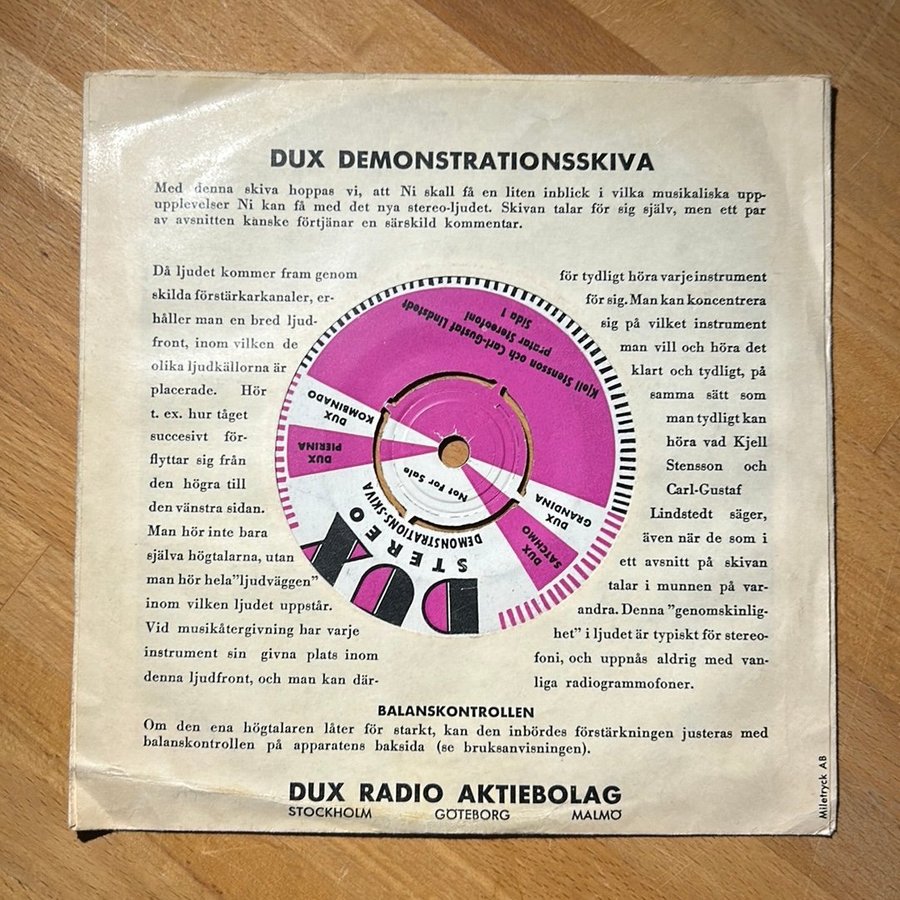 DUX DEMONSTRATIONSSKIVA
Med denna skiva hoppas vi, att Ni skall få en liten inblick i vilka musikaliska upp-
upplevelser Ni kan få med det nya stereo-ljudet. Skivan talar för sig själv, men ett par
av avsnitten kanske förtjänar en särskild kommentar.
Då ljudet kommer fram genom
skilda förstärkarkanaler, er-
håller man en bred ljud-
front, inom vilken de
olika ljudkällorna är
placerade. Hör
t. ex. hur tåget
succesivt för-
flyttar sig från
den högra till
den vänstra sidan.
Man hör inte bara
själva högtalarna, utan
man hör hela "ljudväggen"
inom vilken ljudet uppstår.
Vid musikåtergivning har varje
instrument sin givna plats inom
denna ljudfront, och man kan där-
för tydligt höra varje instrument
för sig. Man kan koncentrera
sig på vilket instrument
man vill och höra det
klart och tydligt, på
samma sätt som
man tydligt kan
höra vad Kjell
Stensson och
Carl-Gustaf
Lindstedt säger,
även när de som i
ett avsnitt på skivan
talar i munnen på var-
andra. Denna "genomskinlig-
het" i ljudet är typiskt för stereo-
foni, och uppnås aldrig med van-
liga radiogrammofoner.
DUX
STEREO
DEMONSTRATIONS-SKIVA
Not For Sale
DUX
SATCHMO
DUX
GRANDINA
DUX
PIERINA
DUX
KOMBINADO
Kjell Stensson och Carl-Gustaf Lindstedt
pratar Stereofoni
Sida 1
BALANSKONTROLLEN
Om den ena högtalaren låter för starkt, kan den inbördes förstärkningen justeras med
balanskontrollen på apparatens baksida (se bruksanvisningen).
DUX RADIO AKTIEBOLAG
STOCKHOLM GÖTEBORG MALMÖ
Miletryck AB